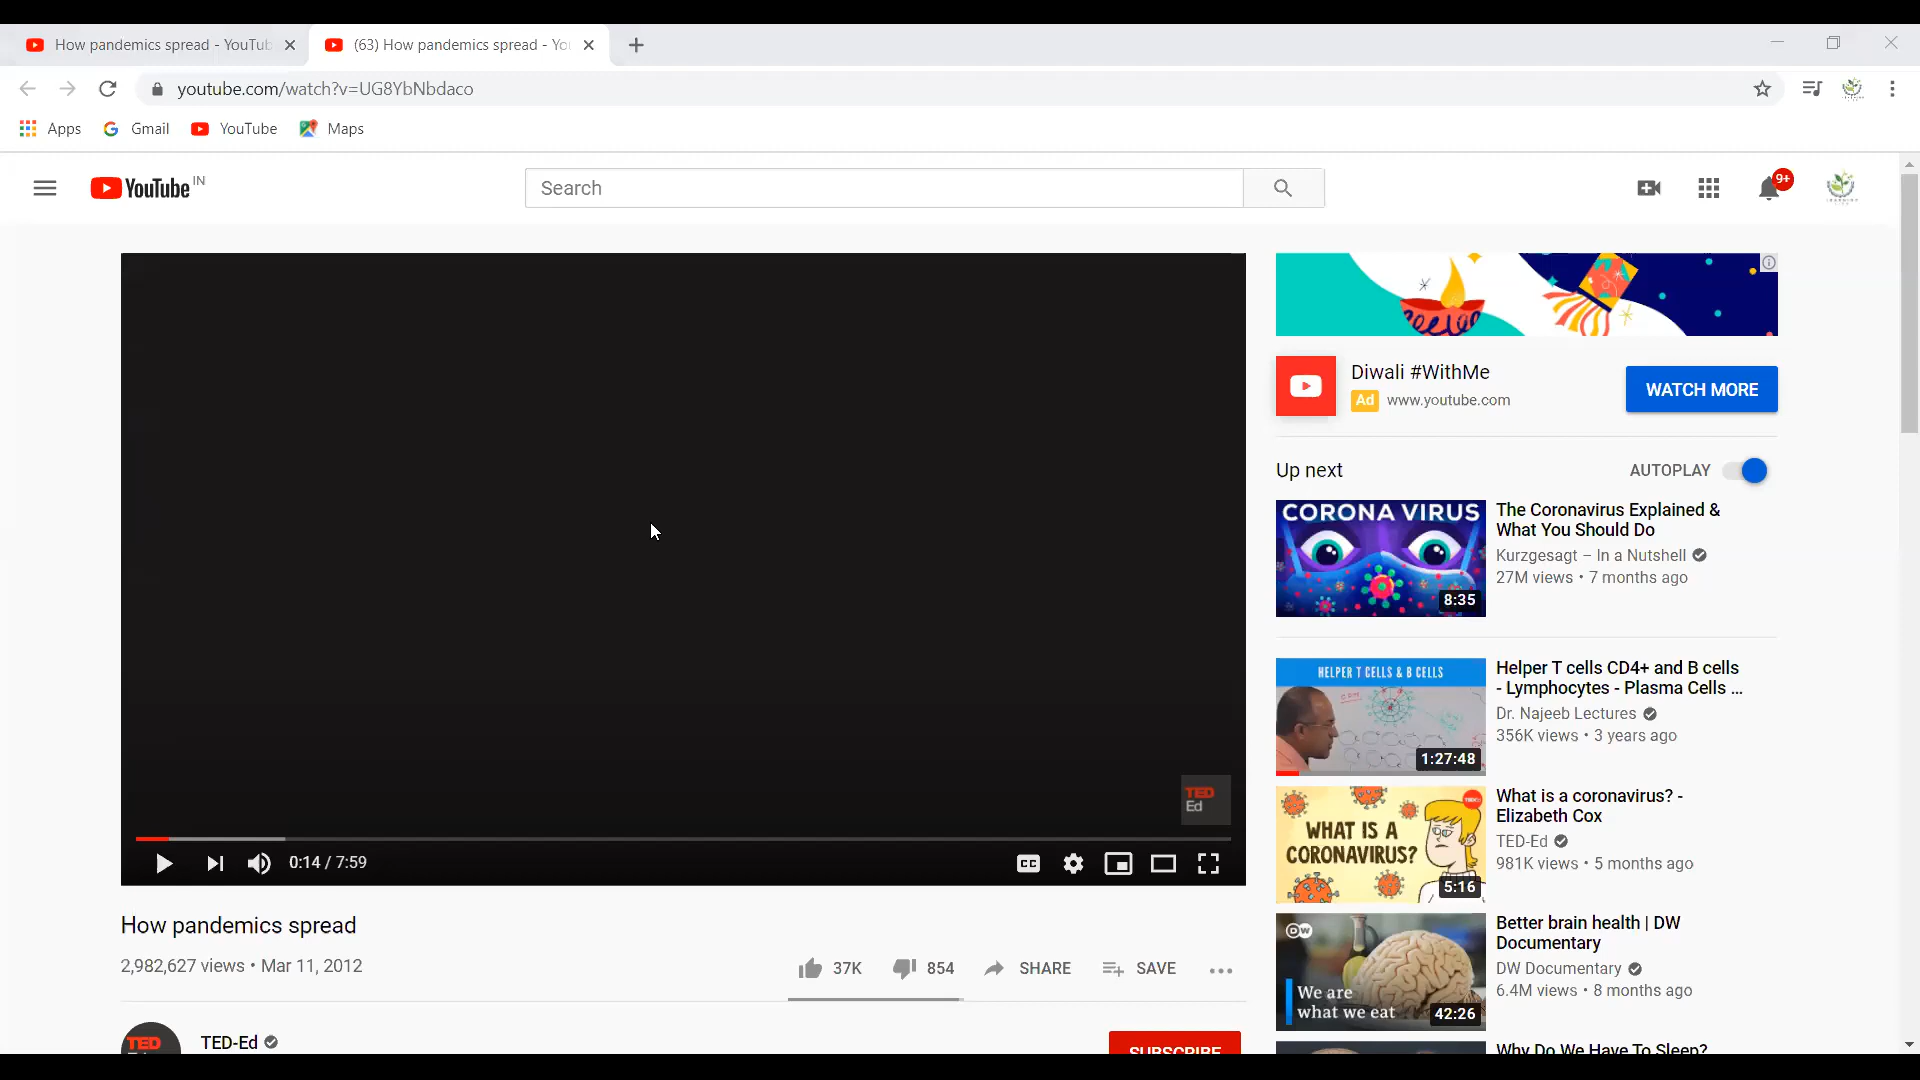 How pandemics spread - YouTub
(63) How pandemics spread - Yo
youtube.com/watch?v=UG8YbNbdaco
Apps
Gmail
YouTube
Maps
YouTube IN
Search
9+
Diwali #WithMe
Ad www.youtube.com
WATCH MORE
Up next
AUTOPLAY
CORONA VIRUS
8:35
The Coronavirus Explained &
What You Should Do
Kurzgesagt – In a Nutshell
27M views • 7 months ago
HELPER T CELLS & B CELLS
1:27:48
Helper T cells CD4+ and B cells
- Lymphocytes - Plasma Cells ...
Dr. Najeeb Lectures
356K views • 3 years ago
WHAT IS A
CORONAVIRUS?
5:16
What is a coronavirus? -
Elizabeth Cox
TED-Ed
981K views • 5 months ago
DW
We are
what we eat
42:26
Better brain health | DW
Documentary
DW Documentary
6.4M views • 8 months ago
Why Do We Have To Sleep?
TED
Ed
0:14 / 7:59
CC
How pandemics spread
2,982,627 views • Mar 11, 2012
37K
854
SHARE
SAVE
TED
TED-Ed
SUBSCRIBE